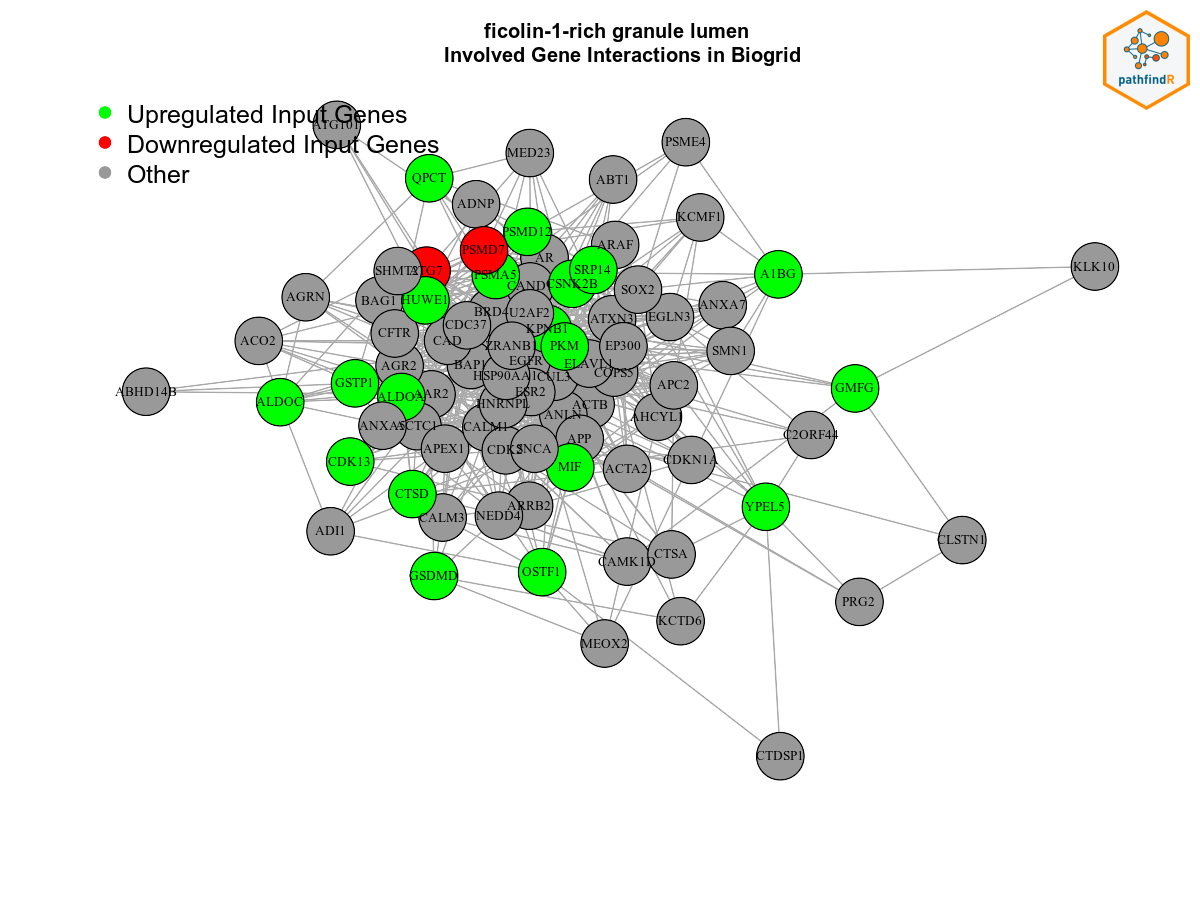 ficolin-1-rich granule lumen
Involved Gene Interactions in Biogrid
pathfindR
Upregulated Input Genes
Downregulated Input Genes
Other
ATG101
MED23
PSME4
QPCT
ABT1
ADNP
KCMF1
PSMD12
ARAF
PSMD7
AR
KLK10
SHMT2
ATG7
PSMA5
CSNK2B
SRP14
A1BG
SOX2
AGRN
BAG1
HUWE1
ANXA7
BRD4
U2AF2
ATXN3
EGLN3
CDC37
CFTR
KPNB1
ACO2
CAD
ZRANB1
PKM
EP300
SMN1
EGFR
ELAVL1
AGR2
BAP1
HSP90AA1
CUL3
COPS5
GSTP1
APC2
GMFG
ABHD14B
ALDOC
ALDOA
AAR2
ESR2
HNRNPL
ACTB
ANLN
AHCYL1
ANXA5
ACTC1
CALM1
C2ORF44
APP
APEX1
CDK2
SNCA
CDK13
MIF
ACTA2
CDKN1A
CTSD
CALM3
NEDD4
ARRB2
YPEL5
ADI1
CLSTN1
CTSA
CAMK1D
OSTF1
GSDMD
PRG2
KCTD6
MEOX2
CTDSP1